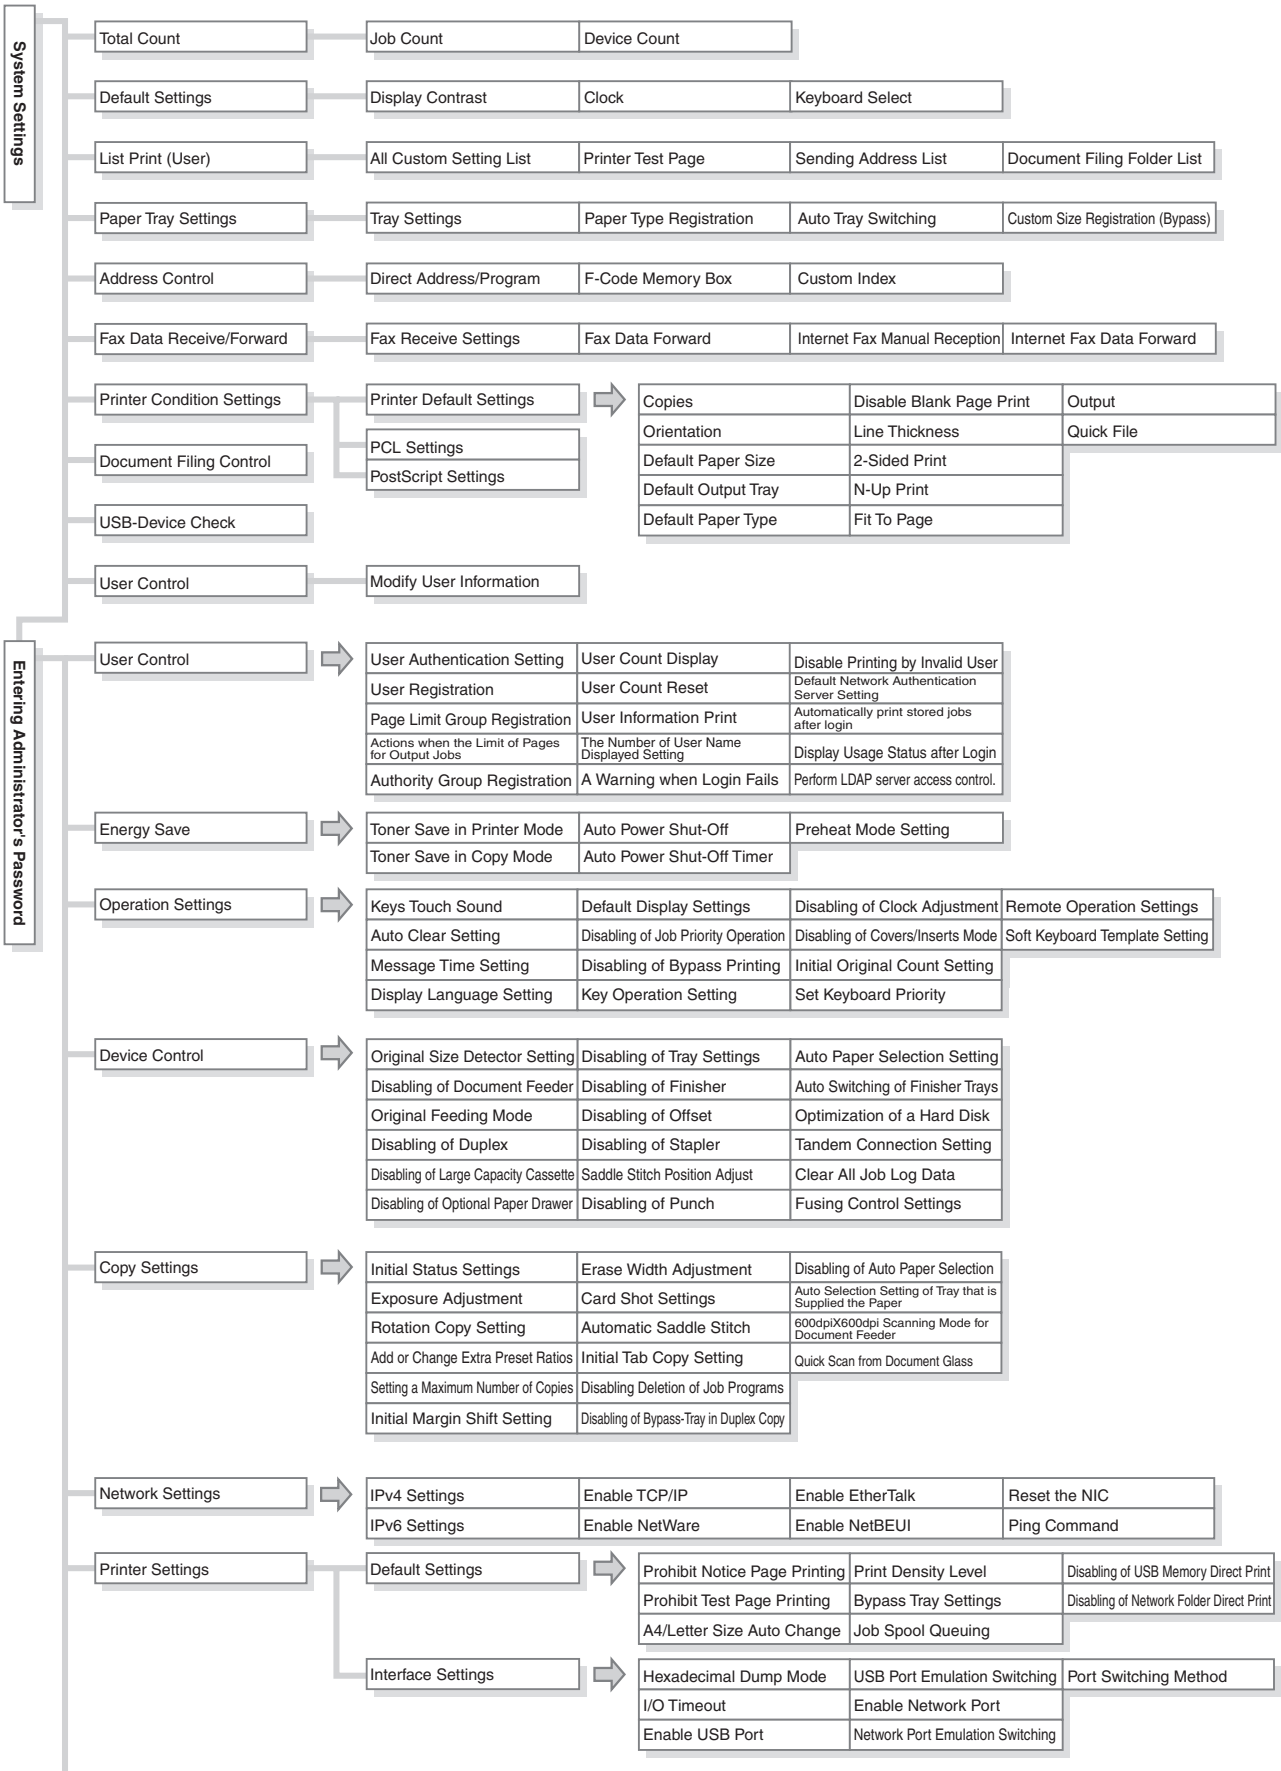 System Settings
Total Count
Job Count
Device Count
Default Settings
Display Contrast
Clock
Keyboard Select
List Print (User)
All Custom Setting List
Printer Test Page
Sending Address List
Document Filing Folder List
Paper Tray Settings
Tray Settings
Paper Type Registration
Auto Tray Switching
Custom Size Registration (Bypass)
Address Control
Direct Address/Program
F-Code Memory Box
Custom Index
Fax Data Receive/Forward
Fax Receive Settings
Fax Data Forward
Internet Fax Manual Reception
Internet Fax Data Forward
Printer Condition Settings
Printer Default Settings
Copies
Disable Blank Page Print
Output
Orientation
Line Thickness
Quick File
Default Paper Size
2-Sided Print
Default Output Tray
N-Up Print
Default Paper Type
Fit To Page
PCL Settings
PostScript Settings
Document Filing Control
USB-Device Check
User Control
Modify User Information
Entering Administrator's Password
User Control
User Authentication Setting
User Count Display
Disable Printing by Invalid User
User Registration
User Count Reset
Default Network Authentication
Server Setting
Page Limit Group Registration
User Information Print
Automatically print stored jobs
after login
Actions when the Limit of Pages
for Output Jobs
The Number of User Name
Displayed Setting
Display Usage Status after Login
Authority Group Registration
A Warning when Login Fails
Perform LDAP server access control.
Energy Save
Toner Save in Printer Mode
Auto Power Shut-Off
Preheat Mode Setting
Toner Save in Copy Mode
Auto Power Shut-Off Timer
Operation Settings
Keys Touch Sound
Default Display Settings
Disabling of Clock Adjustment
Remote Operation Settings
Auto Clear Setting
Disabling of Job Priority Operation
Disabling of Covers/Inserts Mode
Soft Keyboard Template Setting
Message Time Setting
Disabling of Bypass Printing
Initial Original Count Setting
Display Language Setting
Key Operation Setting
Set Keyboard Priority
Device Control
Original Size Detector Setting
Disabling of Tray Settings
Auto Paper Selection Setting
Disabling of Document Feeder
Disabling of Finisher
Auto Switching of Finisher Trays
Original Feeding Mode
Disabling of Offset
Optimization of a Hard Disk
Disabling of Duplex
Disabling of Stapler
Tandem Connection Setting
Disabling of Large Capacity Cassette
Saddle Stitch Position Adjust
Clear All Job Log Data
Disabling of Optional Paper Drawer
Disabling of Punch
Fusing Control Settings
Copy Settings
Initial Status Settings
Erase Width Adjustment
Disabling of Auto Paper Selection
Exposure Adjustment
Card Shot Settings
Auto Selection Setting of Tray that is
Supplied the Paper
Rotation Copy Setting
Automatic Saddle Stitch
600dpiX600dpi Scanning Mode for
Document Feeder
Add or Change Extra Preset Ratios
Initial Tab Copy Setting
Quick Scan from Document Glass
Setting a Maximum Number of Copies
Disabling Deletion of Job Programs
Initial Margin Shift Setting
Disabling of Bypass-Tray in Duplex Copy
Network Settings
IPv4 Settings
Enable TCP/IP
Enable EtherTalk
Reset the NIC
IPv6 Settings
Enable NetWare
Enable NetBEUI
Ping Command
Printer Settings
Default Settings
Prohibit Notice Page Printing
Print Density Level
Disabling of USB Memory Direct Print
Prohibit Test Page Printing
Bypass Tray Settings
Disabling of Network Folder Direct Print
A4/Letter Size Auto Change
Job Spool Queuing
Interface Settings
Hexadecimal Dump Mode
USB Port Emulation Switching
Port Switching Method
I/O Timeout
Enable Network Port
Enable USB Port
Network Port Emulation Switching